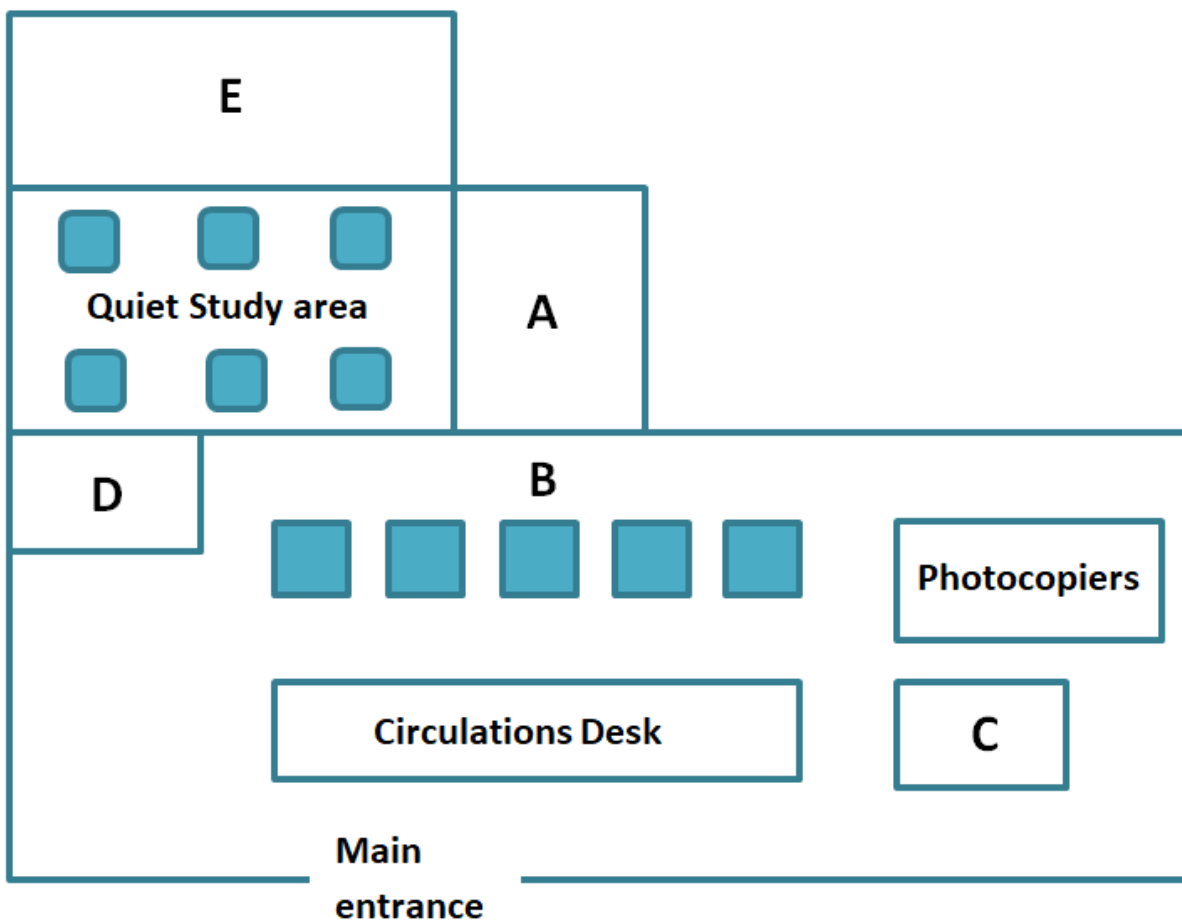 E
Quiet Study area
A
D
B
Photocopiers
Circulations Desk
C
Main
entrance